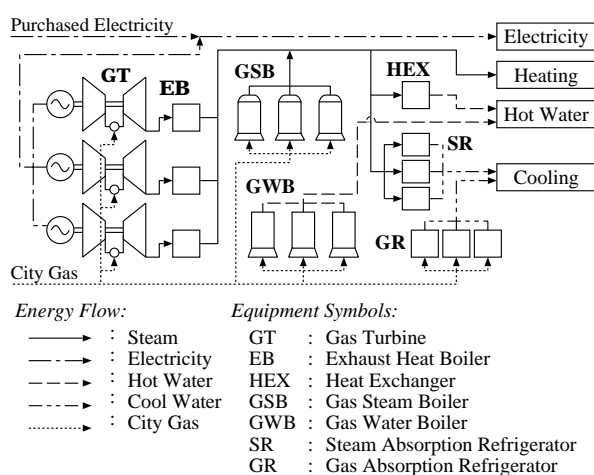 Purchased Electricity
Electricity
GT
EB
GSB
HEX
Heating
Hot Water
SR
GWB
Cooling
GR
City Gas
Energy Flow:
: Steam
: Electricity
: Hot Water
: Cool Water
: City Gas
Equipment Symbols:
GT : Gas Turbine
EB : Exhaust Heat Boiler
HEX : Heat Exchanger
GSB : Gas Steam Boiler
GWB : Gas Water Boiler
SR : Steam Absorption Refrigerator
GR : Gas Absorption Refrigerator